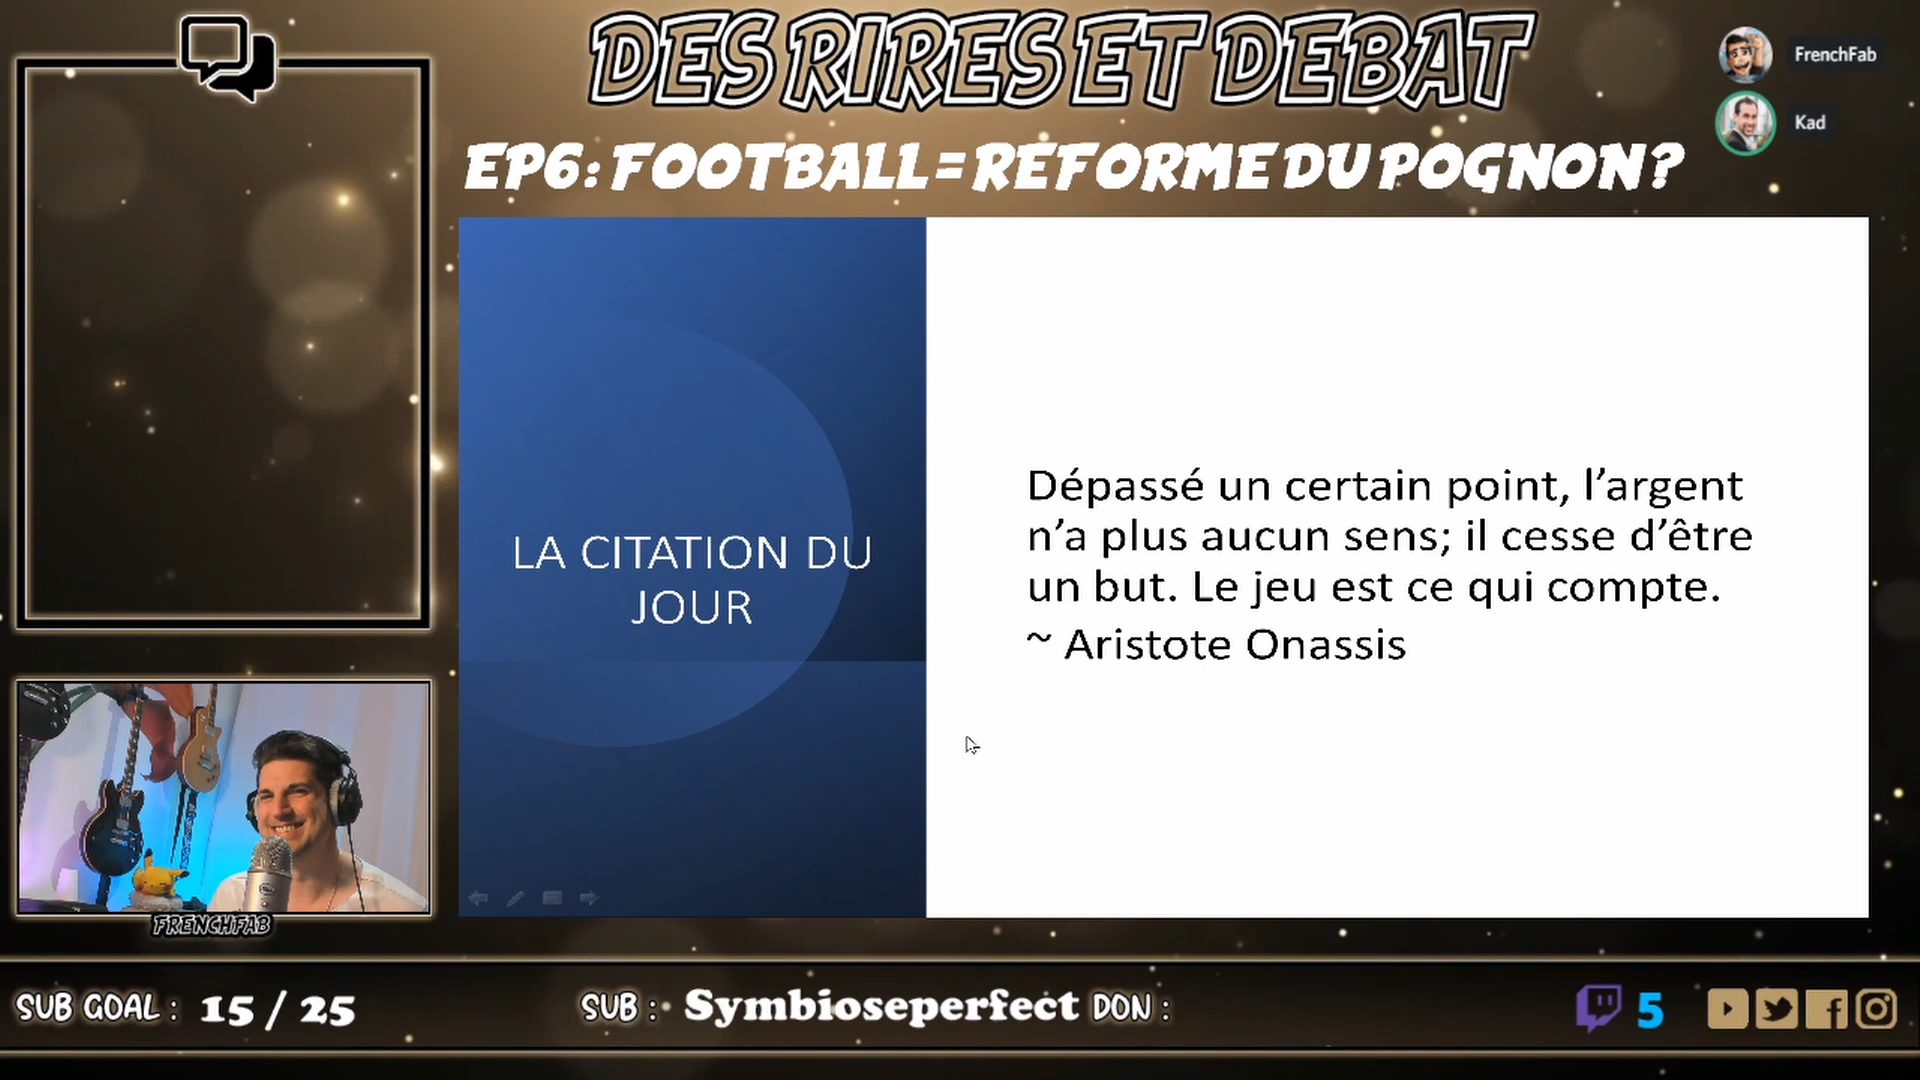 DES RIRES ET DEBAT
FrenchFab
Kad
EP6: FOOTBALL = REFORME DU POGNON?
LA CITATION DU
JOUR
Dépassé un certain point, l’argent
n’a plus aucun sens; il cesse d’être
un but. Le jeu est ce qui compte.
~ Aristote Onassis
FRENCHFAB
SUB GOAL : 15 / 25
SUB : Symbioseperfect DON :
5